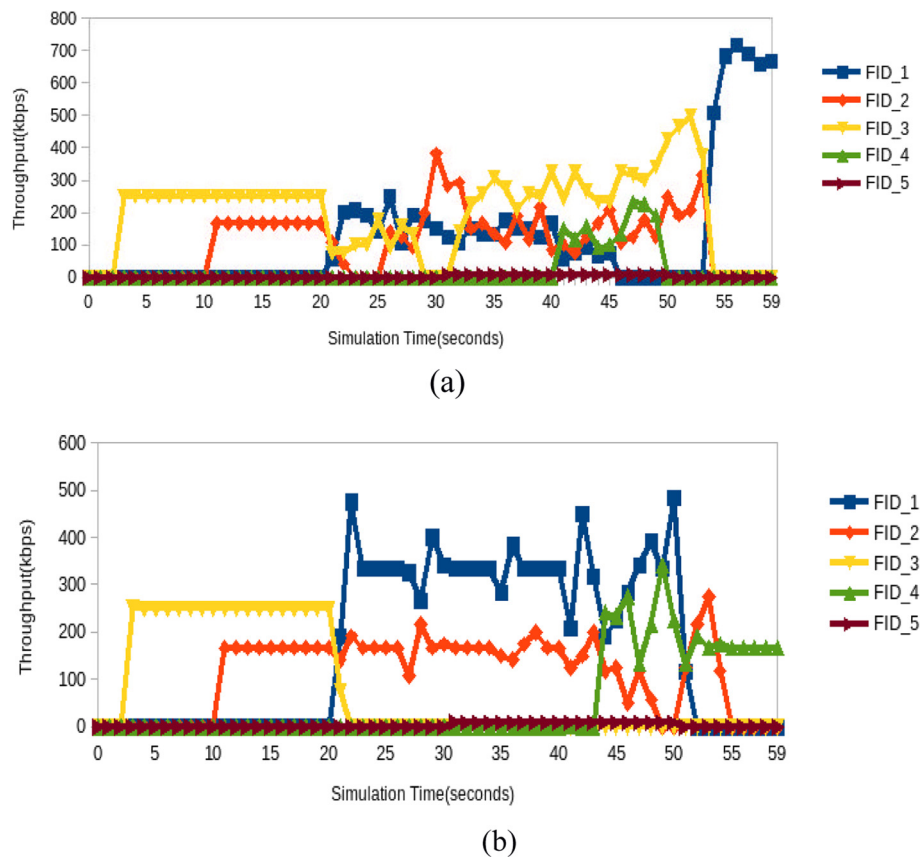 800
700
600
500
400
300
200
100
0
Throughput(kbps)
0 5 10 15 20 25 30 35 40 45 50 55 59
Simulation Time(seconds)
FID_1
FID_2
FID_3
FID_4
FID_5
(a)
600
500
400
300
200
100
0
Throughput(kbps)
0 5 10 15 20 25 30 35 40 45 50 55 59
Simulation Time(seconds)
FID_1
FID_2
FID_3
FID_4
FID_5
(b)